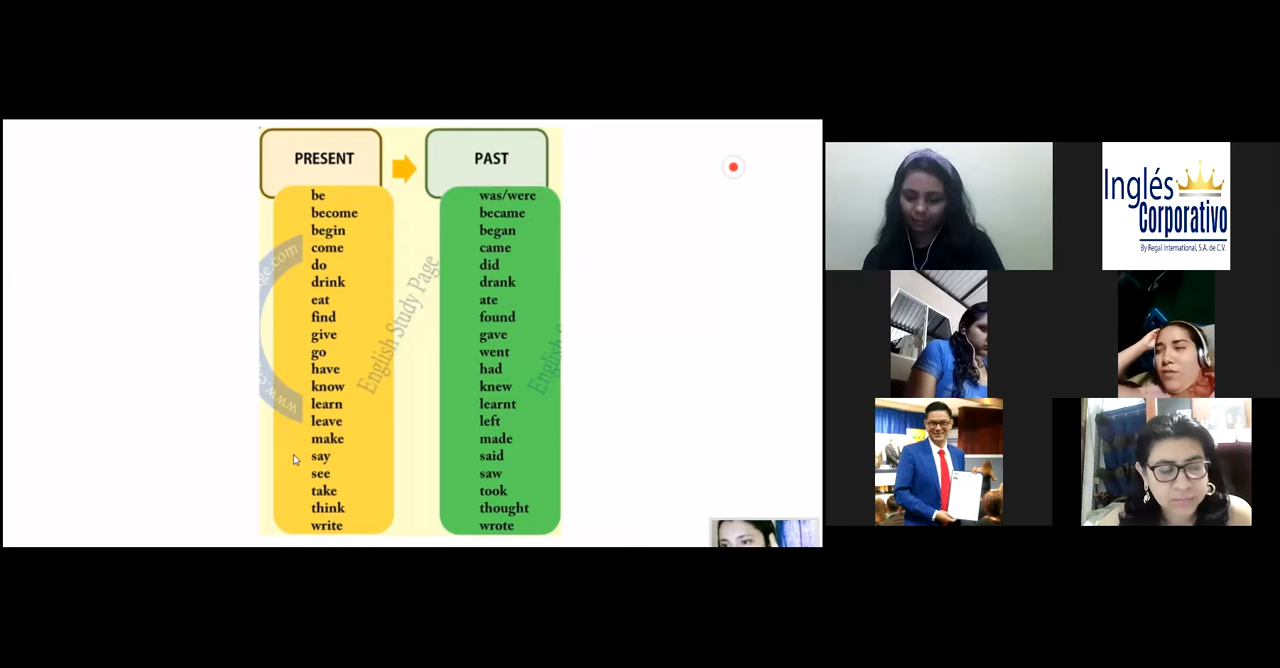 PRESENT PAST
be was/were
become became
begin began
come came
do did
drink drank
eat ate
find found
give gave
go went
have had
know knew
learn learnt
leave left
make made
say said
see saw
take took
think thought
write wrote
English Study Page
Inglés
Corporativo
By Regal International, S.A. de C.V.